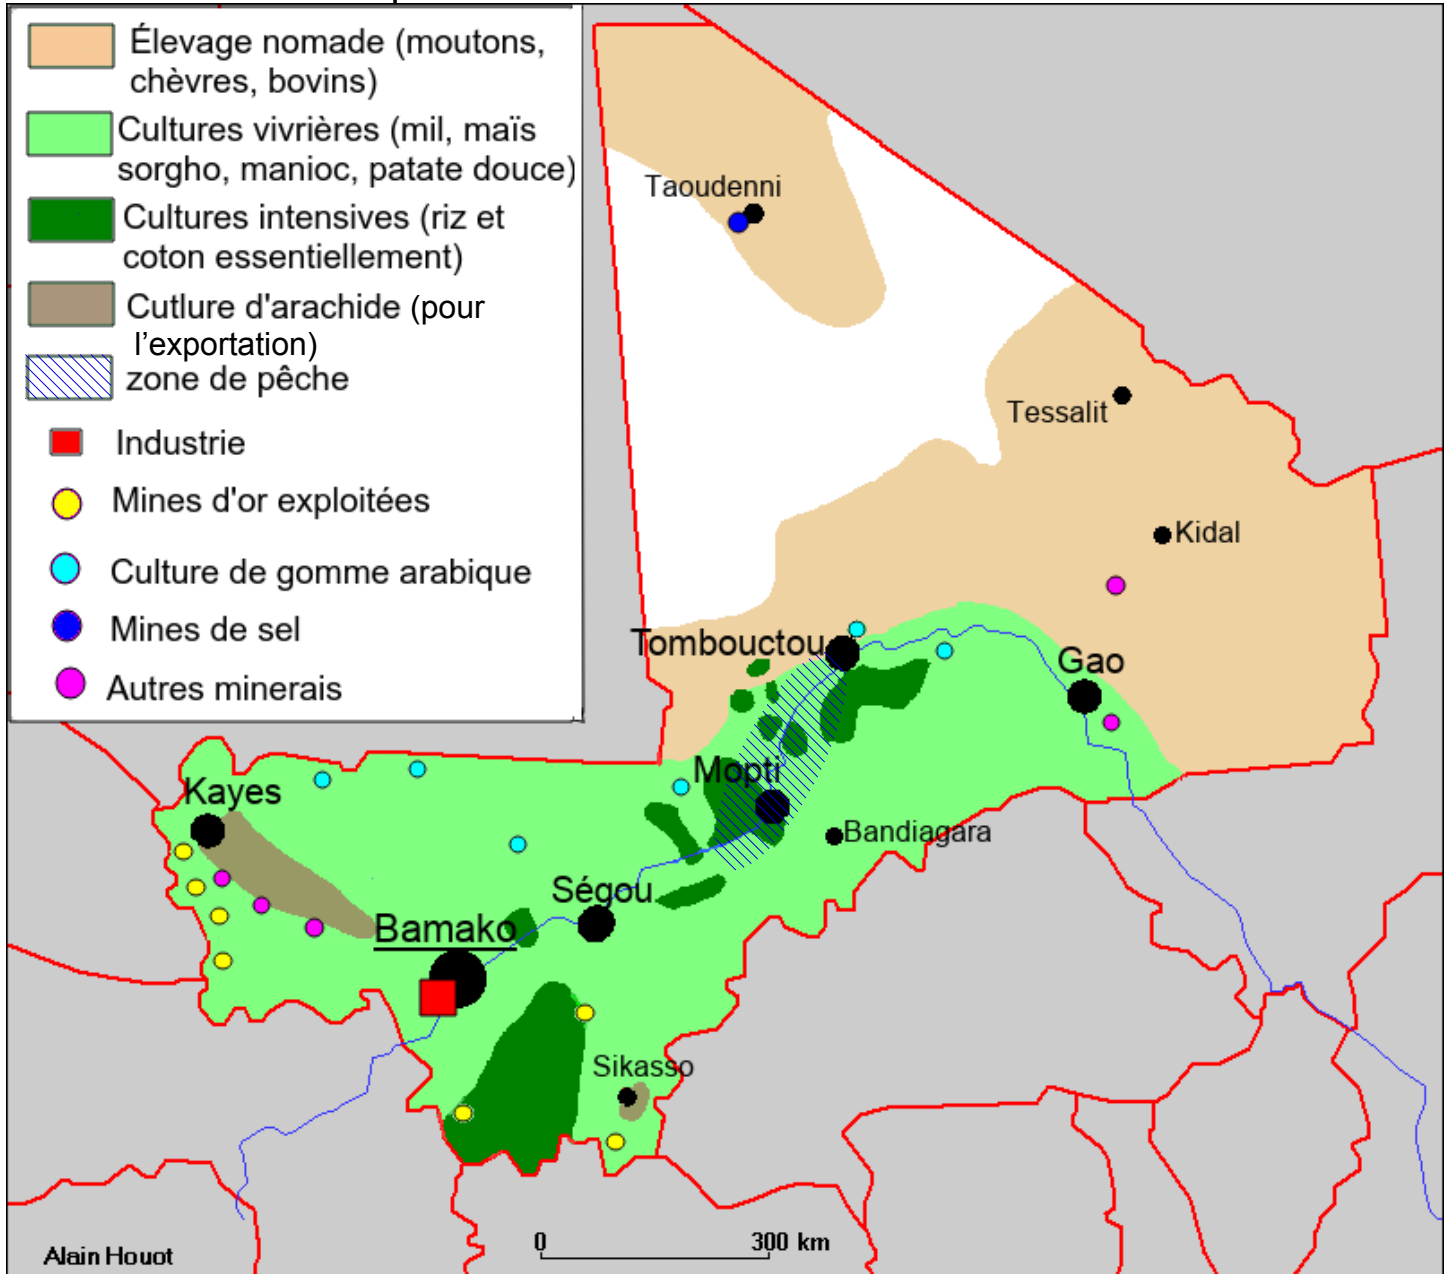 Élevage nomade (moutons,
chèvres, bovins)
Cultures vivrières (mil, maïs
sorgho, manioc, patate douce)
Cultures intensives (riz et
coton essentiellement)
Cutlure d'arachide (pour
l’exportation)
zone de pêche
Industrie
Mines d'or exploitées
Culture de gomme arabique
Mines de sel
Autres minerais
Taoudenni
Tessalit
Kidal
Tombouctou
Gao
Mopti
Kayes
Bandiagara
Ségou
Bamako
Sikasso
0 300 km
Alain Houot